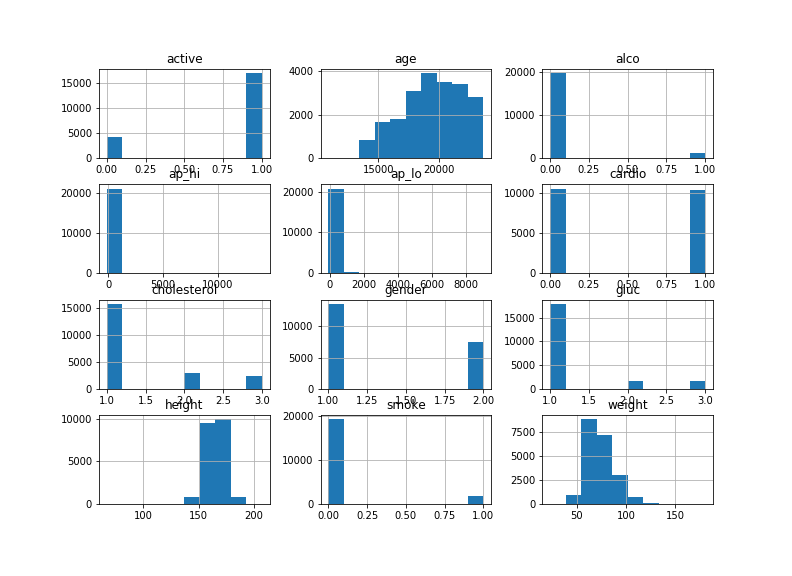 active
15000
10000
5000
0
0.00 0.25 0.50 0.75 1.00
age
4000
2000
0
15000 20000
alco
20000
10000
0
0.00 0.25 0.50 0.75 1.00
ap_hi
20000
10000
0
0 5000 10000
ap_lo
20000
10000
0
0 2000 4000 6000 8000
cardio
10000
5000
0
0.00 0.25 0.50 0.75 1.00
cholesterol
15000
10000
5000
0
1.0 1.5 2.0 2.5 3.0
gender
10000
5000
0
1.00 1.25 1.50 1.75 2.00
gluc
15000
10000
5000
0
1.0 1.5 2.0 2.5 3.0
height
10000
5000
0
100 150 200
smoke
20000
10000
0
0.00 0.25 0.50 0.75 1.00
weight
7500
5000
2500
0
50 100 150